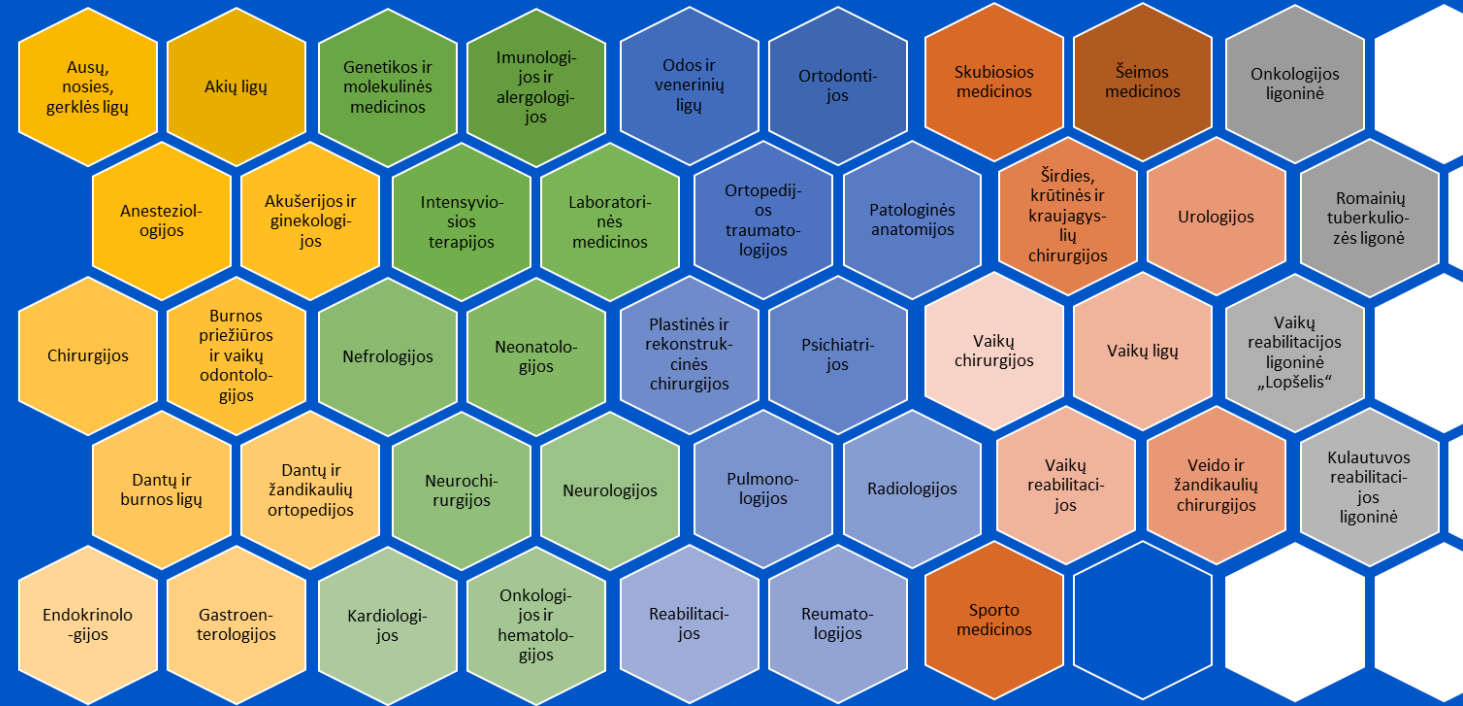 Ausų,
nosies,
gerklės ligų
Akių ligų
Genetikos ir
molekulinės
medicinos
Imunologi-
jos ir
alergologi-
jos
Odos ir
venerinių
ligų
Ortodonti-
jos
Skubiosios
medicinos
Šeimos
medicinos
Onkologijos
ligoninė
Anesteziol-
ogijos
Akušerijos ir
ginekologi-
jos
Intensyvio-
sios
terapijos
Laboratori-
nės
medicinos
Ortopedij-
os
traumato-
logijos
Patologinės
anatomijos
Širdies,
krūtinės ir
kraujagys-
lių
chirurgijos
Urologijos
Romainių
tuberkulio-
zės ligonė
Chirurgijos
Burnos
priežiūros
ir vaikų
odontolo-
gijos
Nefrologijos
Neonatolo-
gijos
Plastinės ir
rekonstruk-
cinės
chirurgijos
Psichiatri-
jos
Vaikų
chirurgijos
Vaikų ligų
Vaikų
reabilitacijos
ligoninė
„Lopšelis“
Dantų ir
burnos ligų
Dantų ir
žandikaulių
ortopedijos
Neurochi-
rurgijos
Neurologijos
Pulmono-
logijos
Radiologijos
Vaikų
reabilitaci-
jos
Veido ir
žandikaulių
chirurgijos
Kulautuvos
reabilitaci-
jos
ligoninė
Endokrinolo
-gijos
Gastroen-
terologijos
Kardiologi-
jos
Onkologi-
jos ir
hematolo-
gijos
Reabilitaci-
jos
Reumato-
logijos
Sporto
medicinos